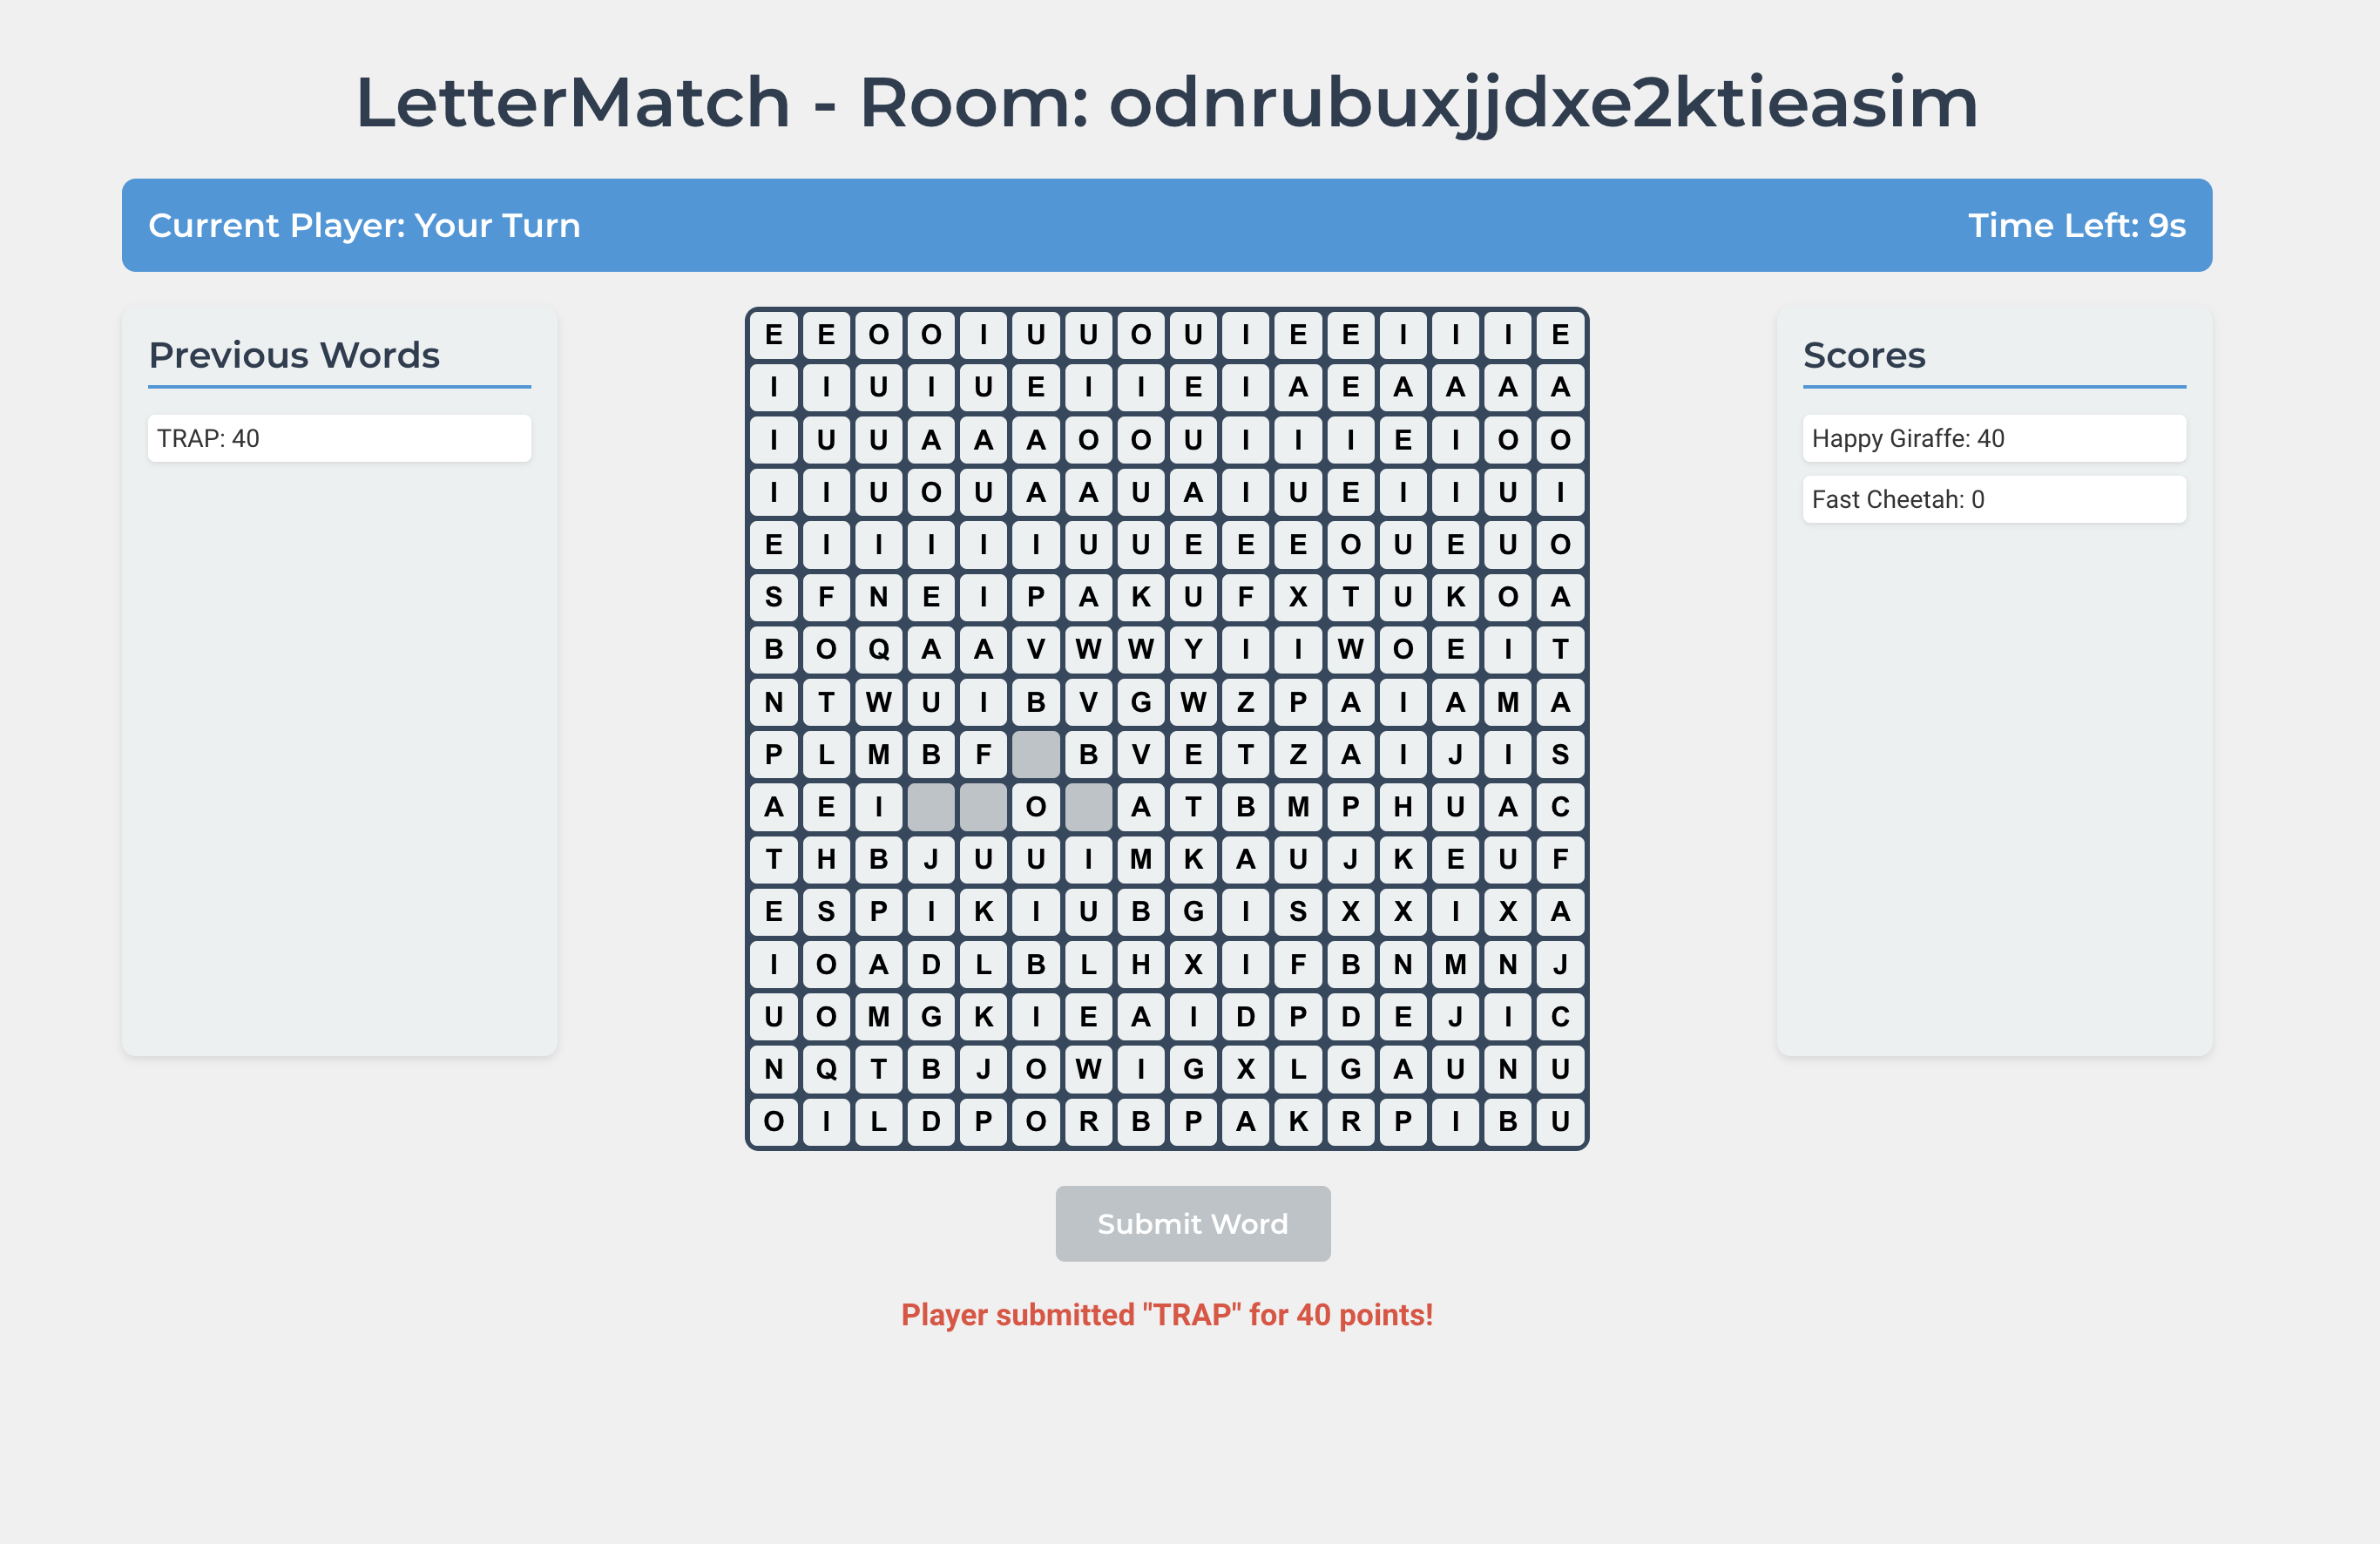 LetterMatch - Room: odnrubuxjjdxe2ktieasim
Current Player: Your Turn
Time Left: 9s
Previous Words
TRAP: 40
E E O O I U U O U I E E I I I E
I I U I U E I I E I A E A A A A
I U U A A A O O U I I I E I O O
I I U O U A A U A I U E I I U I
E I I I I I U U E E E O U E U O
S F N E I P A K U F X T U K O A
B O Q A A V W W Y I I W O E I T
N T W U I B V G W Z P A I A M A
P L M B F B V E T Z A I J I S
A E I O A T B M P H U A C
T H B J U U I M K A U J K E U F
E S P I K I U B G I S X X I X A
I O A D L B L H X I F B N M N J
U O M G K I E A I D P D E J I C
N Q T B J O W I G X L G A U N U
O I L D P O R B P A K R P I B U
Scores
Happy Giraffe: 40
Fast Cheetah: 0
Submit Word
Player submitted "TRAP" for 40 points!